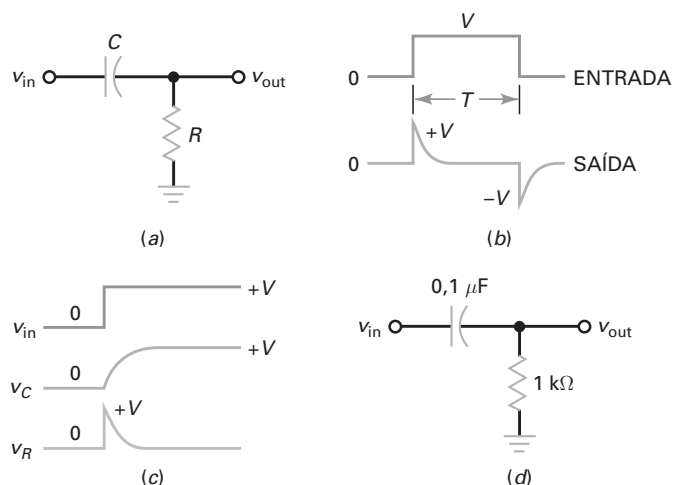 C
v_in
v_out
R
(a)
V
0
ENTRADA
T
+V
0
SAÍDA
−V
(b)
0
+V
v_in
0
+V
v_C
+V
0
v_R
(c)
0,1 μF
v_in
v_out
1 kΩ
(d)